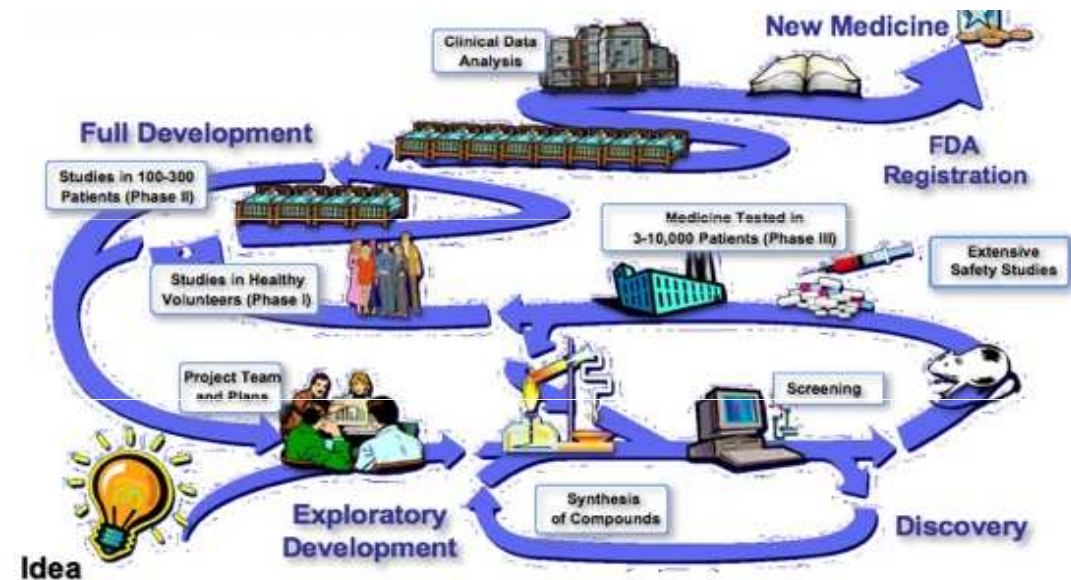 New Medicine
Clinical Data
Analysis
Full Development
FDA
Registration
Studies in 100-300
Patients (Phase II)
Medicine Tested in
3-10,000 Patients (Phase III)
Extensive
Safety Studies
Studies in Healthy
Volunteers (Phase I)
Project Team
and Plans
Screening
Synthesis
of Compounds
Exploratory
Development
Discovery
Idea